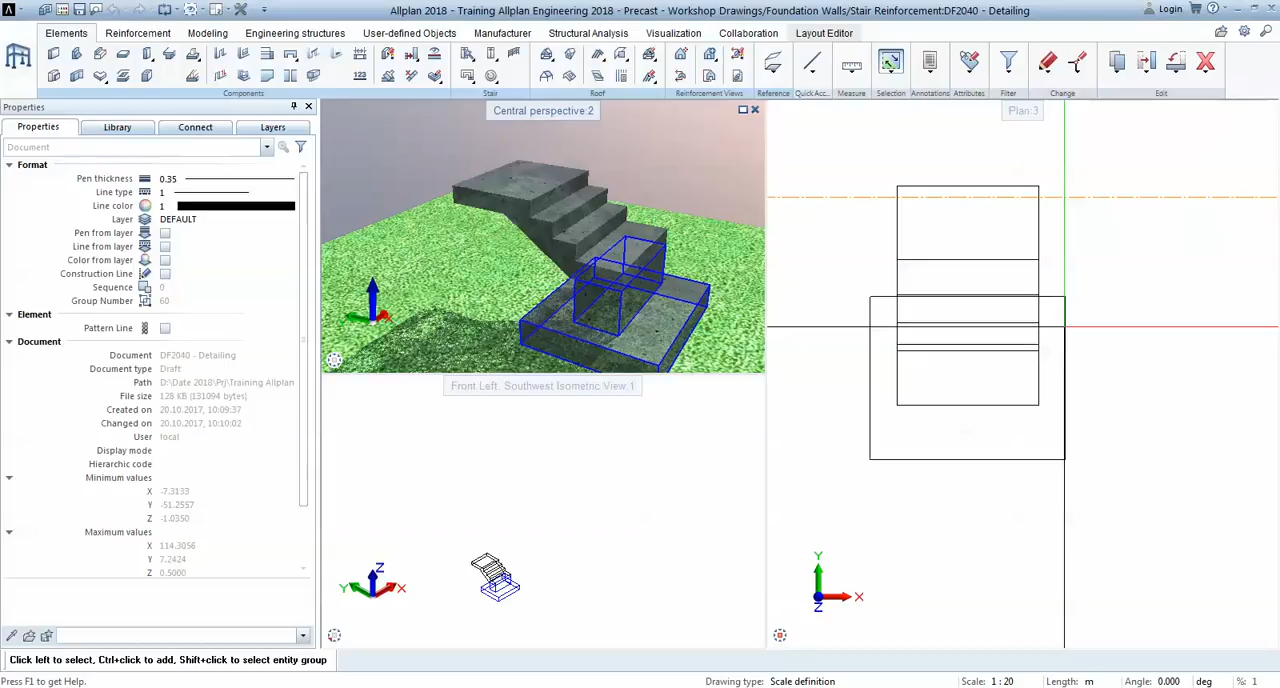 Allplan 2018 - Training Allplan Engineering 2018 - Precast - Workshop Drawings/Foundation Walls/Stair Reinforcement:DF2040 - Detailing
Login
Elements Reinforcement Modeling Engineering structures User-defined Objects Manufacturer Structural Analysis Visualization Collaboration Layout Editor
123
Components Stair Roof Reinforcement Views Reference Quick Acc... Measure Selection Annotations Attributes Filter Change Edit
Properties
Properties Library Connect Layers
Document
Format
Pen thickness 0.35
Line type 1
Line color 1
Layer DEFAULT
Pen from layer
Line from layer
Color from layer
Construction Line
Sequence 0
Group Number 60
Element
Pattern Line
Document
Document DF2040 - Detailing
Document type Draft
Path D:\Date 2018\Prj\Training Allplan
File size 128 KB (131094 bytes)
Created on 20.10.2017, 10:09:37
Changed on 20.10.2017, 10:10:02
User local
Display mode
Hierarchic code
Minimum values
X -7.3133
Y -51.2557
Z -1.0350
Maximum values
X 114.3056
Y 7.2424
Z 0.5000
Central perspective:2
Front Left, Southwest Isometric View:1
Z
Y X
Plan:3
Y
X
Z
Click left to select, Ctrl+click to add, Shift+click to select entity group
Press F1 to get Help.
Drawing type: Scale definition Scale: 1 : 20 Length: m Angle: 0.000 deg %: 1